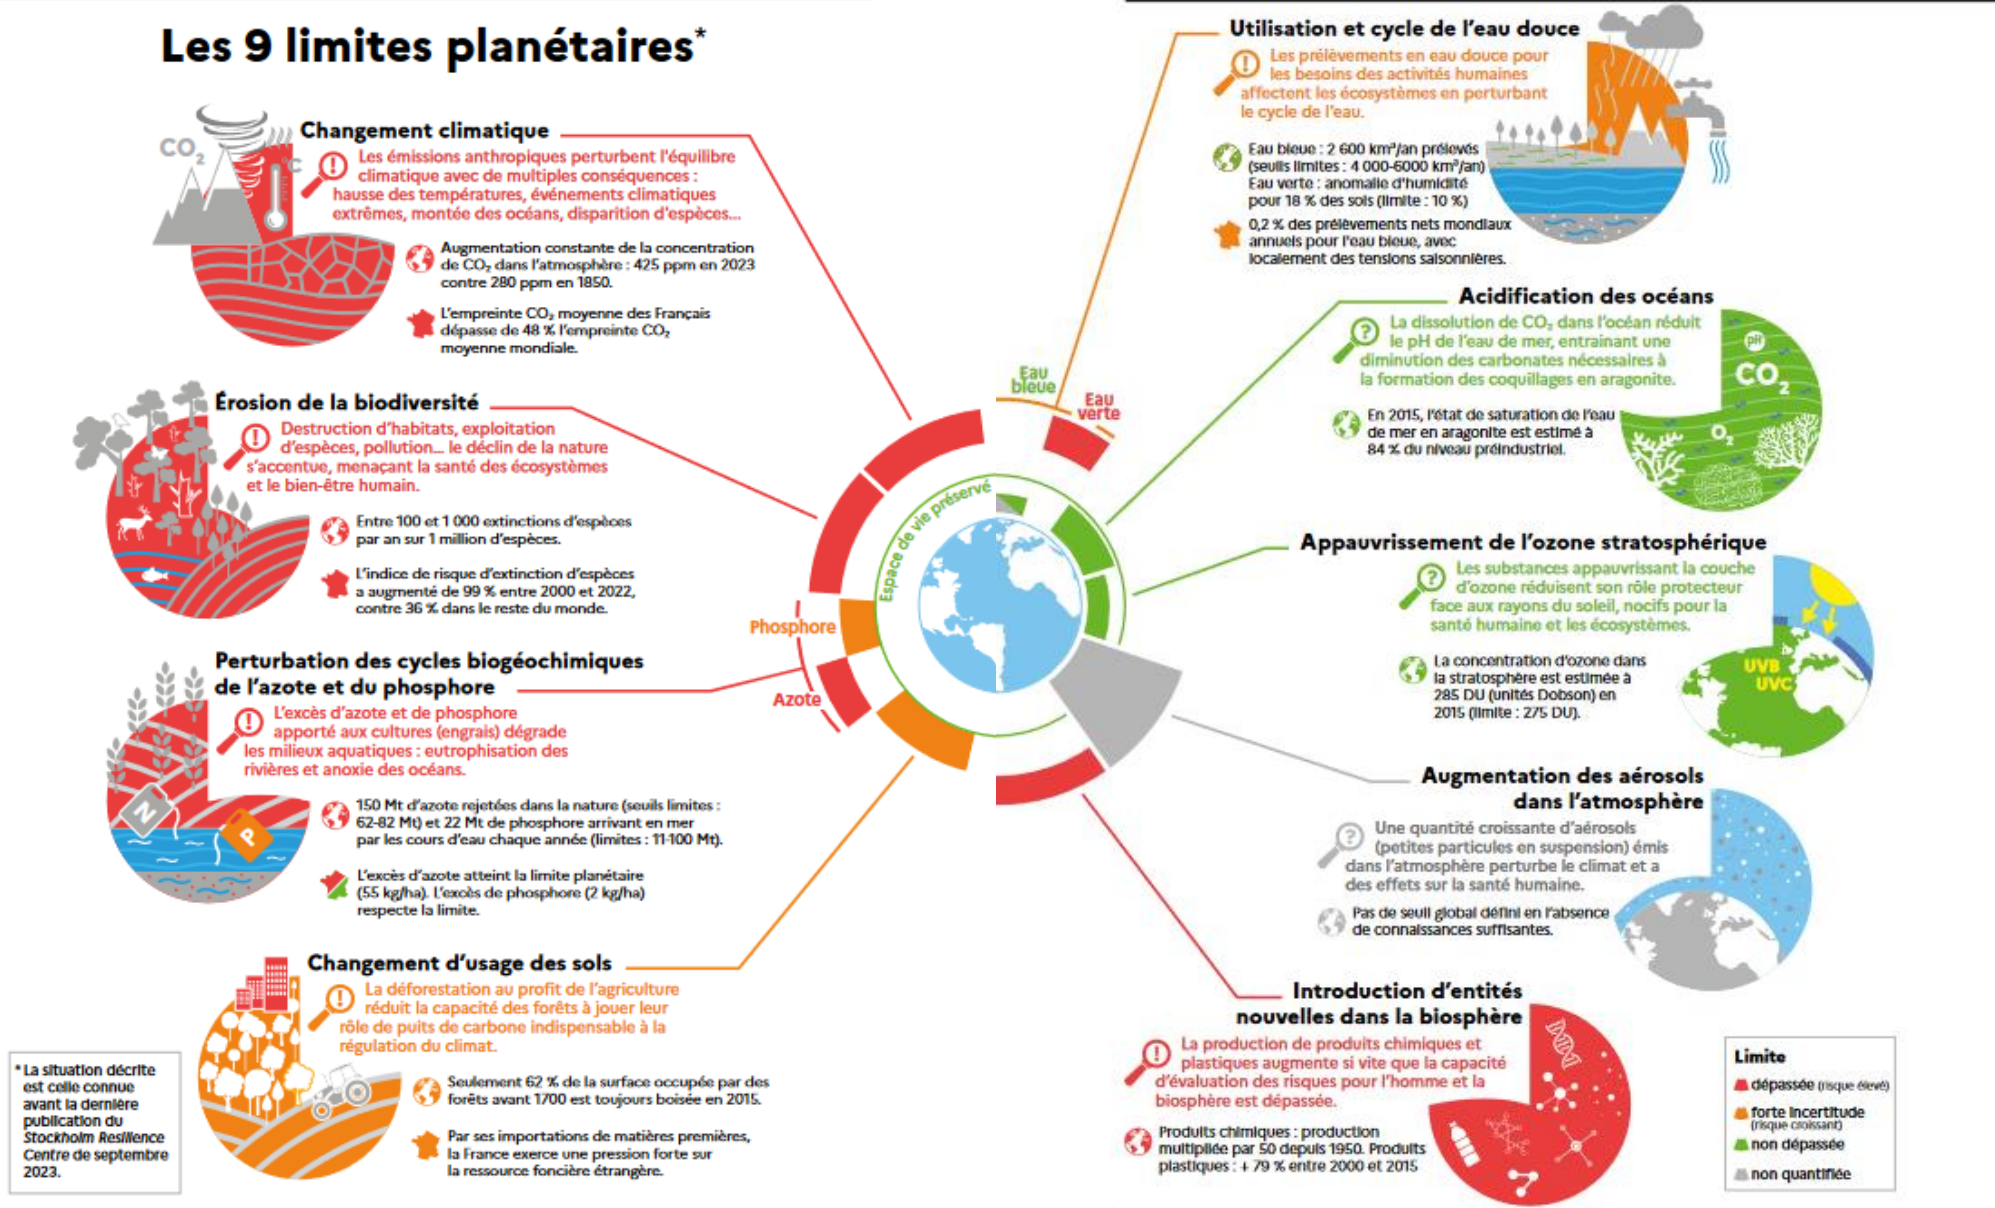 Les 9 limites planétaires*
Changement climatique
CO₂
°C
Les émissions anthropiques perturbent l'équilibre
climatique avec de multiples conséquences :
hausse des températures, événements climatiques
extrêmes, montée des océans, disparition d'espèces...
Augmentation constante de la concentration
de CO₂ dans l'atmosphère : 425 ppm en 2023
contre 280 ppm en 1850.
L'empreinte CO₂ moyenne des Français
dépasse de 48 % l'empreinte CO₂
moyenne mondiale.
Érosion de la biodiversité
Destruction d'habitats, exploitation
d'espèces, pollution... le déclin de la nature
s'accentue, menaçant la santé des écosystèmes
et le bien-être humain.
Entre 100 et 1 000 extinctions d'espèces
par an sur 1 million d'espèces.
L'indice de risque d'extinction d'espèces
a augmenté de 99 % entre 2000 et 2022,
contre 36 % dans le reste du monde.
Perturbation des cycles biogéochimiques
de l'azote et du phosphore
L'excès d'azote et de phosphore
apporté aux cultures (engrais) dégrade
les milieux aquatiques : eutrophisation des
rivières et anoxie des océans.
N
P
150 Mt d'azote rejetées dans la nature (seuils limites :
62-82 Mt) et 22 Mt de phosphore arrivant en mer
par les cours d'eau chaque année (limites : 11-100 Mt).
L'excès d'azote atteint la limite planétaire
(55 kg/ha). L'excès de phosphore (2 kg/ha)
respecte la limite.
Changement d'usage des sols
La déforestation au profit de l'agriculture
réduit la capacité des forêts à jouer leur
rôle de puits de carbone indispensable à la
régulation du climat.
Seulement 62 % de la surface occupée par des
forêts avant 1700 est toujours boisée en 2015.
Par ses importations de matières premières,
la France exerce une pression forte sur
la ressource foncière étrangère.
* La situation décrite
est celle connue
avant la dernière
publication du
Stockholm Resilience
Centre de septembre
2023.
Eau
bleue
Eau
verte
Espace de vie préservé
Phosphore
Azote
Utilisation et cycle de l'eau douce
Les prélèvements en eau douce pour
les besoins des activités humaines
affectent les écosystèmes en perturbant
le cycle de l'eau.
Eau bleue : 2 600 km³/an prélevés
(seuils limites : 4 000-6000 km³/an)
Eau verte : anomalie d'humidité
pour 18 % des sols (limite : 10 %)
0,2 % des prélèvements nets mondiaux
annuels pour l'eau bleue, avec
localement des tensions saisonnières.
Acidification des océans
La dissolution de CO₂ dans l'océan réduit
le pH de l'eau de mer, entrainant une
diminution des carbonates nécessaires à
la formation des coquillages en aragonite.
pH
CO₂
O₂
En 2015, l'état de saturation de l'eau
de mer en aragonite est estimé à
84 % du niveau préindustriel.
Appauvrissement de l'ozone stratosphérique
Les substances appauvrissant la couche
d'ozone réduisent son rôle protecteur
face aux rayons du soleil, nocifs pour la
santé humaine et les écosystèmes.
UVB
UVC
La concentration d'ozone dans
la stratosphère est estimée à
285 DU (unités Dobson) en
2015 (limite : 275 DU).
Augmentation des aérosols
dans l'atmosphère
Une quantité croissante d'aérosols
(petites particules en suspension) émis
dans l'atmosphère perturbe le climat et a
des effets sur la santé humaine.
Pas de seuil global défini en l'absence
de connaissances suffisantes.
Introduction d'entités
nouvelles dans la biosphère
La production de produits chimiques et
plastiques augmente si vite que la capacité
d'évaluation des risques pour l'homme et la
biosphère est dépassée.
Produits chimiques : production
multipliée par 50 depuis 1950. Produits
plastiques : + 79 % entre 2000 et 2015
Limite
dépassée (risque élevé)
forte incertitude
(risque croissant)
non dépassée
non quantifiée